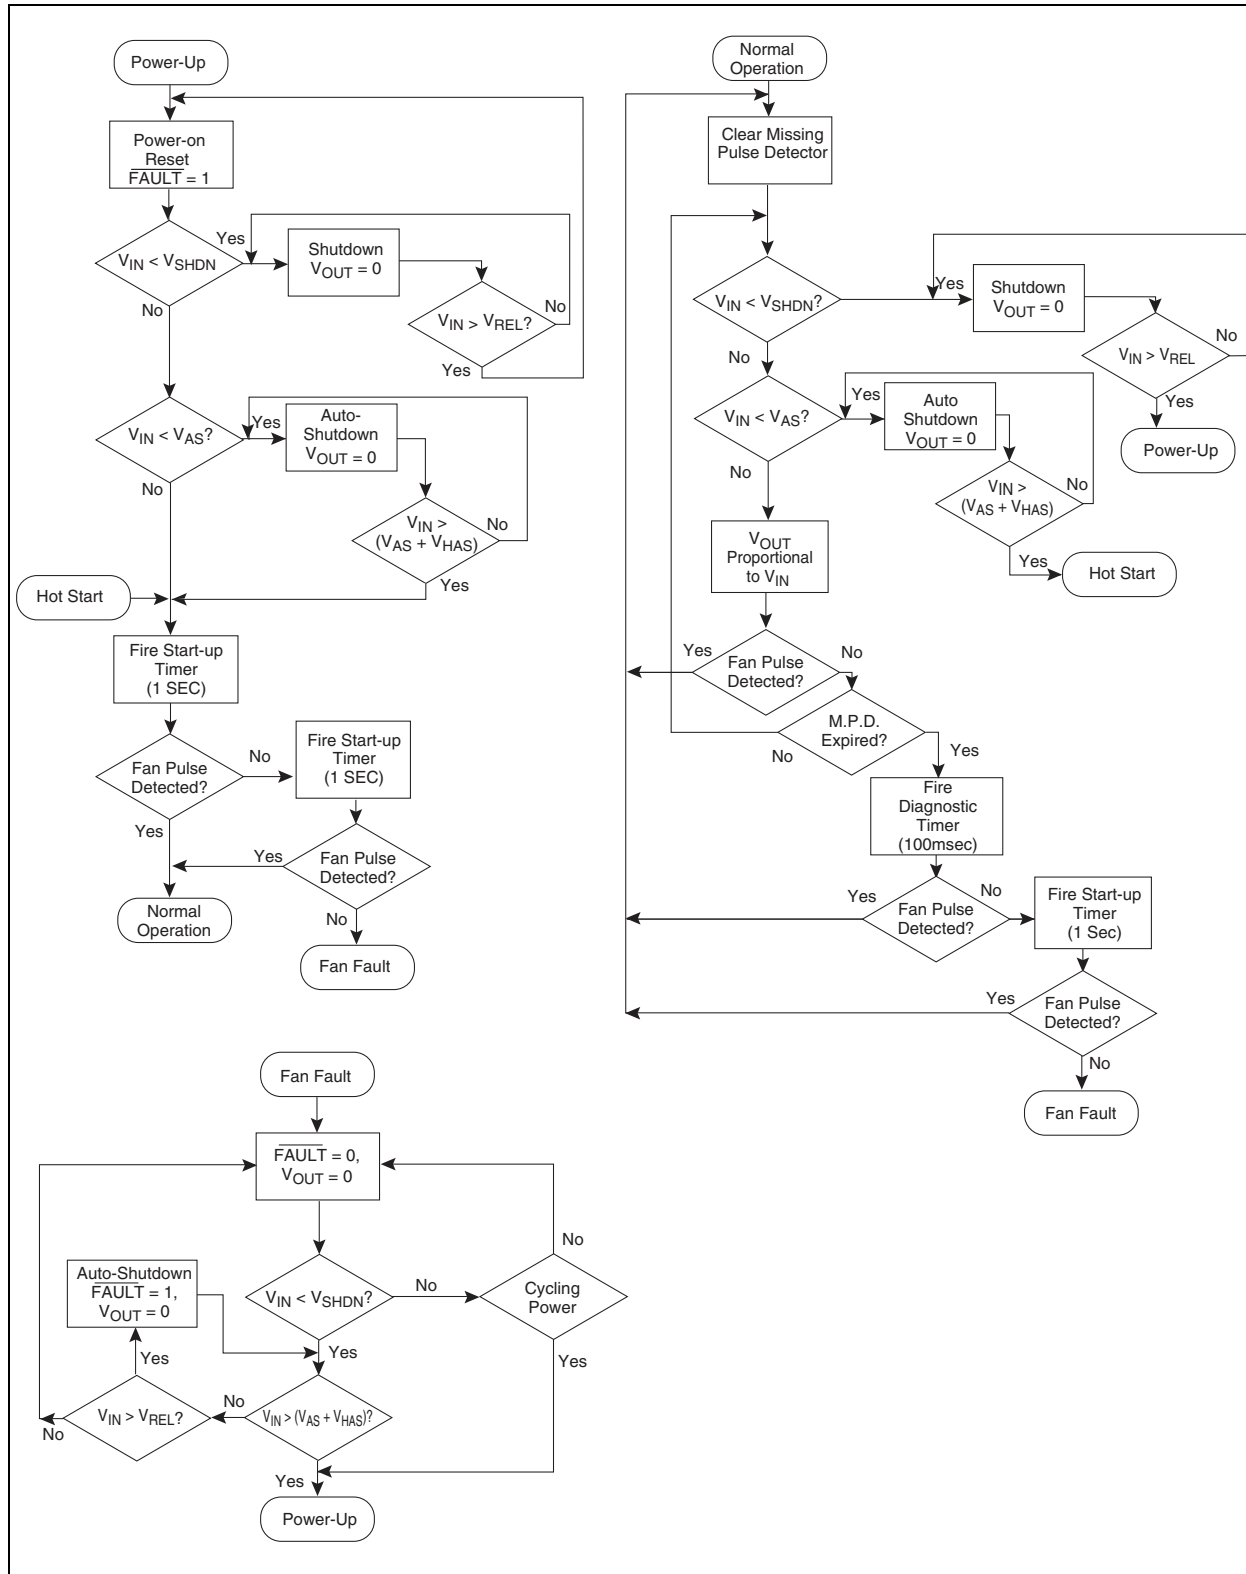 Power-Up
Power-on
Reset
FAULT = 1
Yes
VIN < VSHDN
Shutdown
VOUT = 0
No
VIN > VREL?
No
Yes
VIN < VAS?
Yes
Auto-
Shutdown
VOUT = 0
No
VIN >
(VAS + VHAS)
No
Yes
Hot Start
Fire Start-up
Timer
(1 SEC)
Fan Pulse
Detected?
No
Fire Start-up
Timer
(1 SEC)
Yes
Yes
Fan Pulse
Detected?
Normal
Operation
No
Fan Fault
Normal
Operation
Clear Missing
Pulse Detector
VIN < VSHDN?
Yes
Shutdown
VOUT = 0
No
VIN > VREL
No
Yes
Power-Up
VIN < VAS?
Yes
Auto
Shutdown
VOUT = 0
No
VIN >
(VAS + VHAS)
No
Yes
Hot Start
VOUT
Proportional
to VIN
Yes
Fan Pulse
Detected?
No
M.P.D.
Expired?
No
Yes
Fire
Diagnostic
Timer
(100msec)
Yes
Fan Pulse
Detected?
No
Fire Start-up
Timer
(1 Sec)
Yes
Fan Pulse
Detected?
No
Fan Fault
Fan Fault
FAULT = 0,
VOUT = 0
No
Auto-Shutdown
FAULT = 1,
VOUT = 0
VIN < VSHDN?
No
Cycling
Power
Yes
Yes
Yes
VIN > VREL?
No
No
VIN > (VAS + VHAS)?
Yes
Power-Up